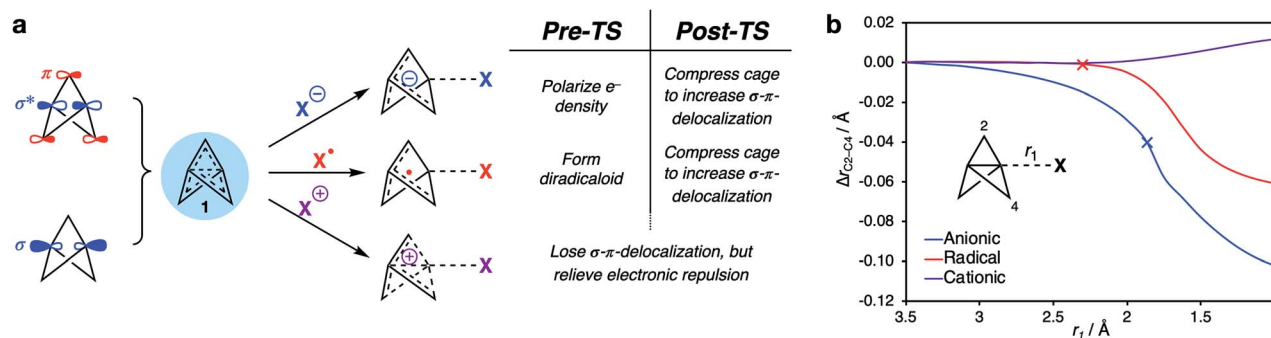 a
π
σ*
σ
1
X⊖
X•
X⊕
⊖
X
•
X
⊕
X
Pre-TS
Post-TS
Polarize e–
density
Compress cage
to increase σ-π-
delocalization
Form
diradicaloid
Compress cage
to increase σ-π-
delocalization
Lose σ-π-delocalization, but
relieve electronic repulsion
b
0.02
0.00
-0.02
-0.04
-0.06
-0.08
-0.10
-0.12
ΔrC2–C4 / Å
2
r1
X
4
Anionic
Radical
Cationic
3.5
3
2.5
2
1.5
r1 / Å